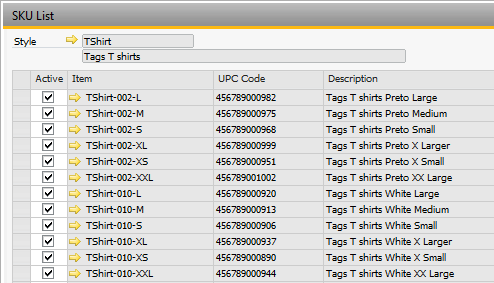 SKU List
Style TShirt
Tags T shirts
Active Item UPC Code Description
TShirt-002-L 456789000982 Tags T shirts Preto Large
TShirt-002-M 456789000975 Tags T shirts Preto Medium
TShirt-002-S 456789000968 Tags T shirts Preto Small
TShirt-002-XL 456789000999 Tags T shirts Preto X Larger
TShirt-002-XS 456789000951 Tags T shirts Preto X Small
TShirt-002-XXL 456789001002 Tags T shirts Preto XX Large
TShirt-010-L 456789000920 Tags T shirts White Large
TShirt-010-M 456789000913 Tags T shirts White Medium
TShirt-010-S 456789000906 Tags T shirts White Small
TShirt-010-XL 456789000937 Tags T shirts White X Larger
TShirt-010-XS 456789000890 Tags T shirts White X Small
TShirt-010-XXL 456789000944 Tags T shirts White XX Large